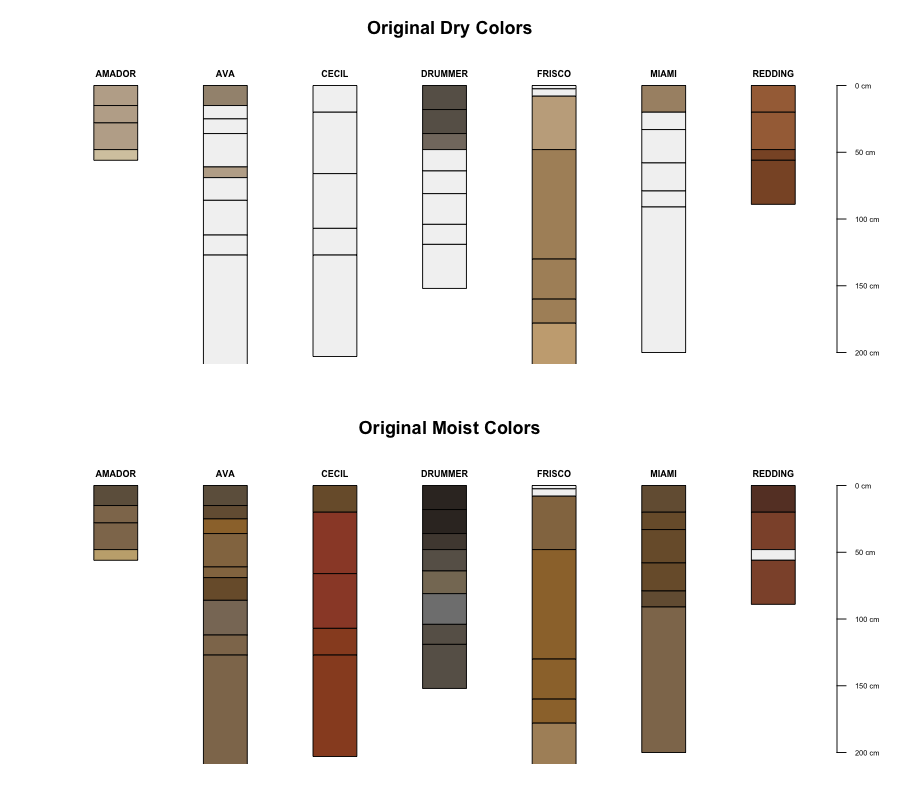 Original Dry Colors
AMADOR AVA CECIL DRUMMER FRISCO MIAMI REDDING
0 cm
50 cm
100 cm
150 cm
200 cm
Original Moist Colors
AMADOR AVA CECIL DRUMMER FRISCO MIAMI REDDING
0 cm
50 cm
100 cm
150 cm
200 cm